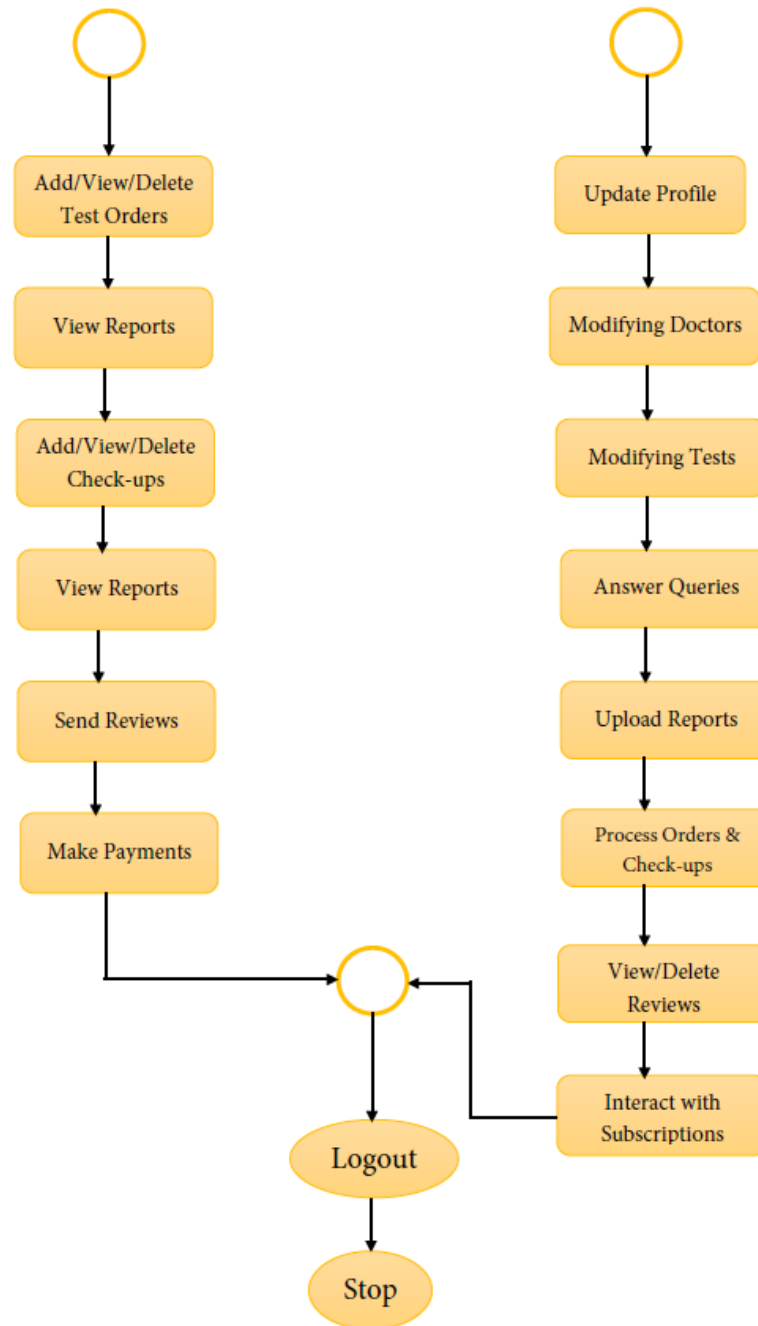 Add/View/Delete
Test Orders
View Reports
Add/View/Delete
Check-ups
View Reports
Send Reviews
Make Payments
Update Profile
Modifying Doctors
Modifying Tests
Answer Queries
Upload Reports
Process Orders &
Check-ups
View/Delete
Reviews
Interact with
Subscriptions
Logout
Stop